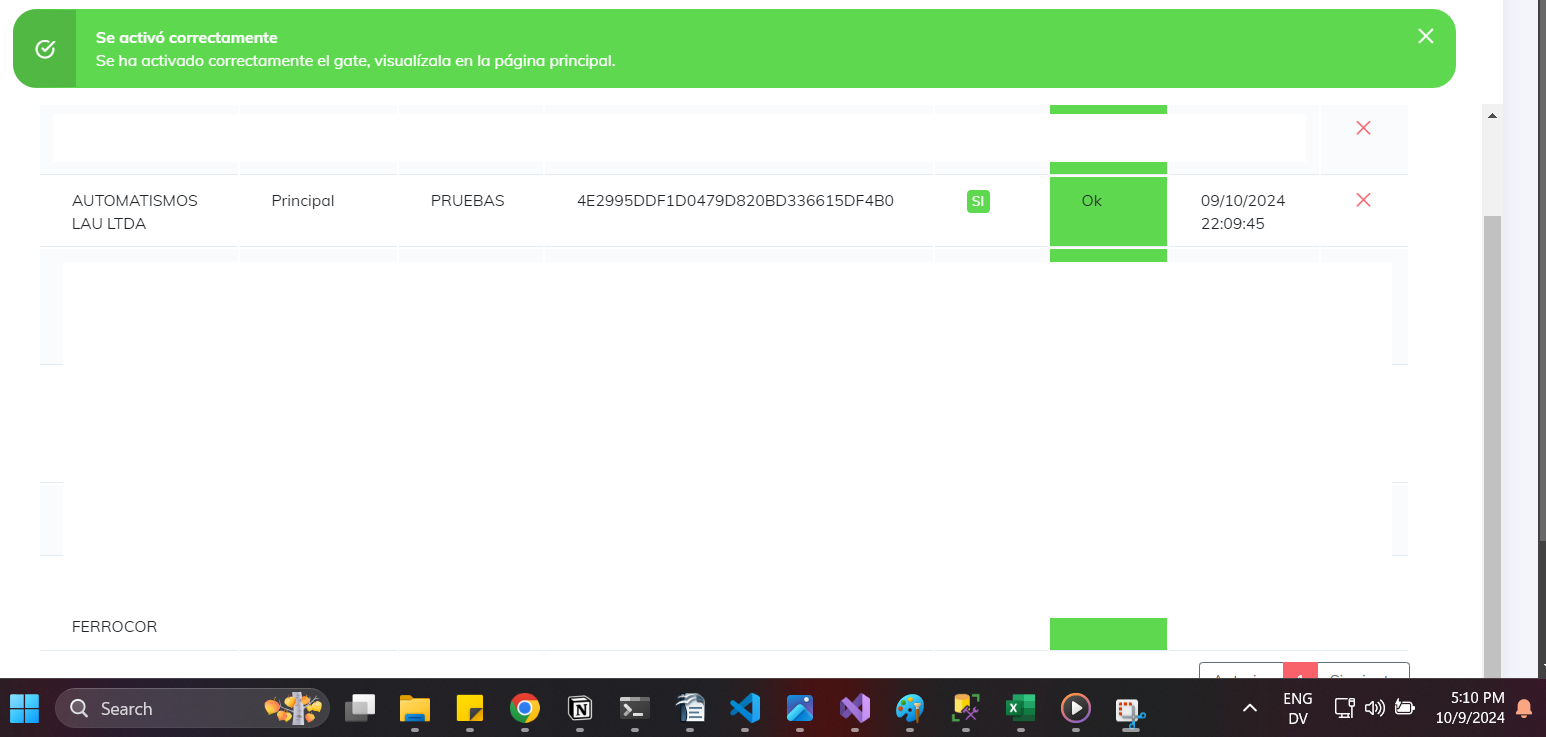 Se activó correctamente
Se ha activado correctamente el gate, visualízala en la página principal.
AUTOMATISMOS LAU LTDA
Principal
PRUEBAS
4E2995DDF1D0479D820BD336615DF4B0
SI
Ok
09/10/2024 22:09:45
FERROCOR
1
Search
ENG
DV
5:10 PM
10/9/2024